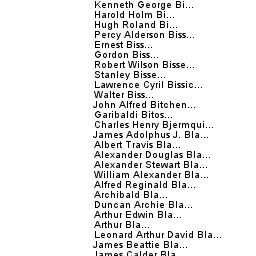 Kenneth George Bi...
Harold Holm Bi...
Hugh Roland Bi...
Percy Alderson Biss...
Ernest Biss...
Gordon Biss...
Robert Wilson Bisse...
Stanley Bisse...
Lawrence Cyril Bissic...
Walter Biss...
John Alfred Bitchen...
Garibaldi Bitos...
Charles Henry Bjermqui...
James Adolphus J. Bla...
Albert Travis Bla...
Alexander Douglas Bla...
Alexander Stewart Bla...
William Alexander Bla...
Alfred Reginald Bla...
Archibald Bla...
Duncan Archie Bla...
Arthur Edwin Bla...
Arthur Bla...
Leonard Arthur David Bla...
James Beattie Bla...
James Calder Bla...